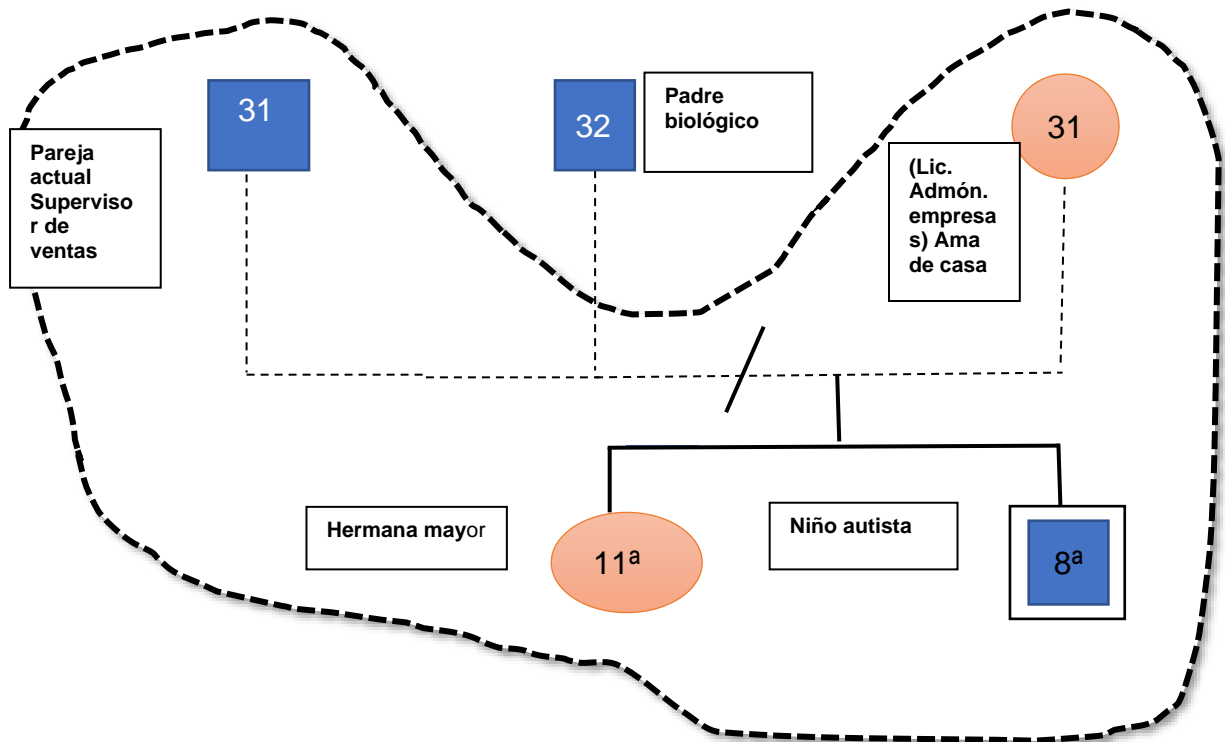 31
32
Padre
biológico
31
Pareja
actual
Superviso
r de
ventas
(Lic.
Admón.
empresa
s) Ama
de casa
Hermana mayor
11ª
Niño autista
8ª